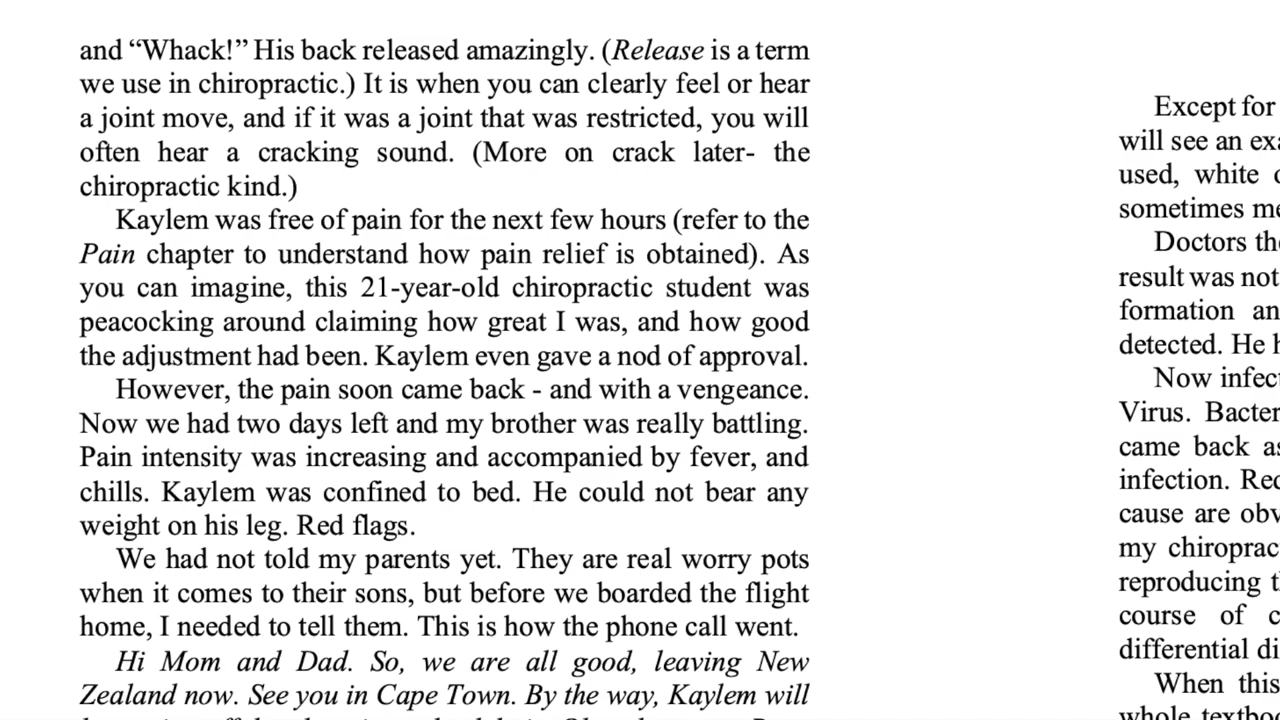 and “Whack!” His back released amazingly. (Release is a term
we use in chiropractic.) It is when you can clearly feel or hear
a joint move, and if it was a joint that was restricted, you will
often hear a cracking sound. (More on crack later- the
chiropractic kind.)
Kaylem was free of pain for the next few hours (refer to the
Pain chapter to understand how pain relief is obtained). As
you can imagine, this 21-year-old chiropractic student was
peacocking around claiming how great I was, and how good
the adjustment had been. Kaylem even gave a nod of approval.
However, the pain soon came back - and with a vengeance.
Now we had two days left and my brother was really battling.
Pain intensity was increasing and accompanied by fever, and
chills. Kaylem was confined to bed. He could not bear any
weight on his leg. Red flags.
We had not told my parents yet. They are real worry pots
when it comes to their sons, but before we boarded the flight
home, I needed to tell them. This is how the phone call went.
Hi Mom and Dad. So, we are all good, leaving New
Zealand now. See you in Cape Town. By the way, Kaylem will
Except for
will see an
used, white
sometimes
Doctors
result was not
formation
detected. He
Now
Virus.
came back
infection.
cause are
my
reproducing
course of
differential
When this
whole